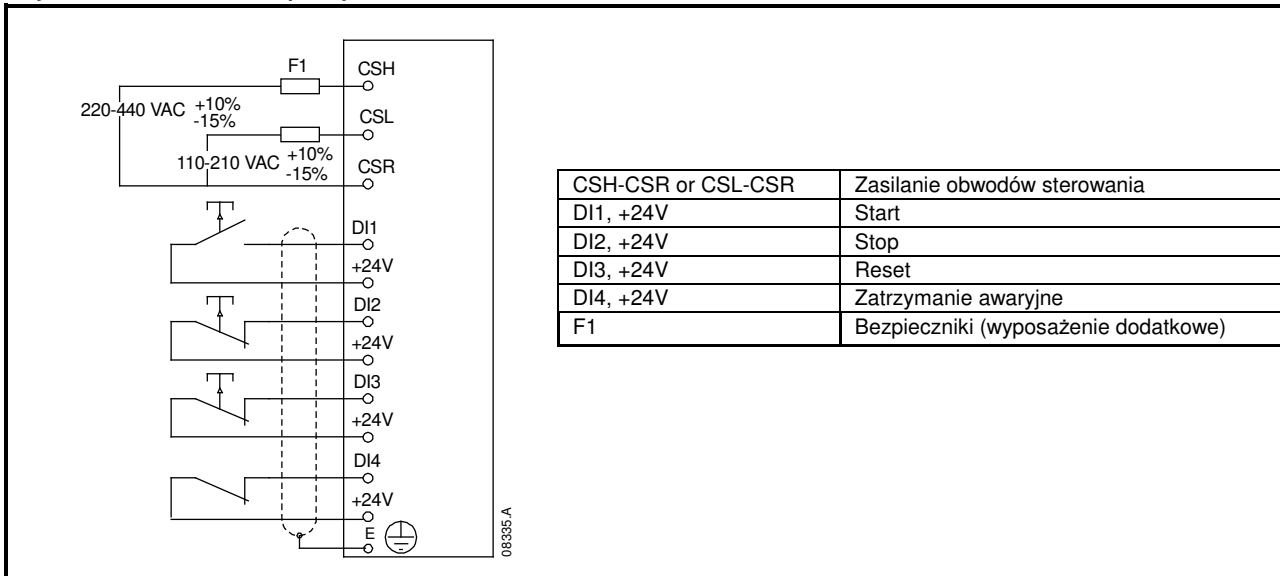 F1
CSH
220-440 VAC +10%
-15%
CSL
110-210 VAC +10%
-15%
CSR
DI1
+24V
DI2
+24V
DI3
+24V
DI4
+24V
E
08335.A
CSH-CSR or CSL-CSR Zasilanie obwodów sterowania
DI1, +24V Start
DI2, +24V Stop
DI3, +24V Reset
DI4, +24V Zatrzymanie awaryjne
F1 Bezpieczniki (wyposażenie dodatkowe)